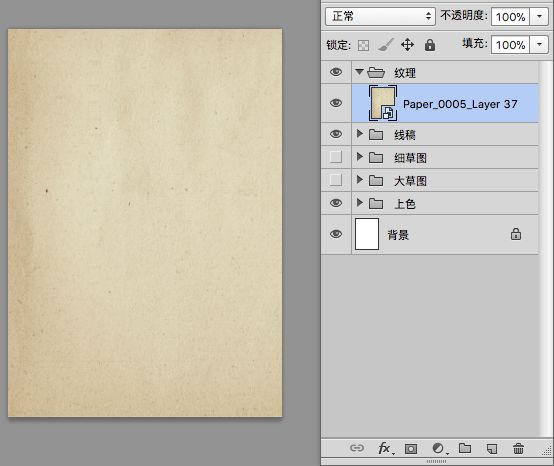 正常 不透明度: 100%
锁定: 填充: 100%
纹理
Paper_0005_Layer 37
线稿
细草图
大草图
上色
背景
fx